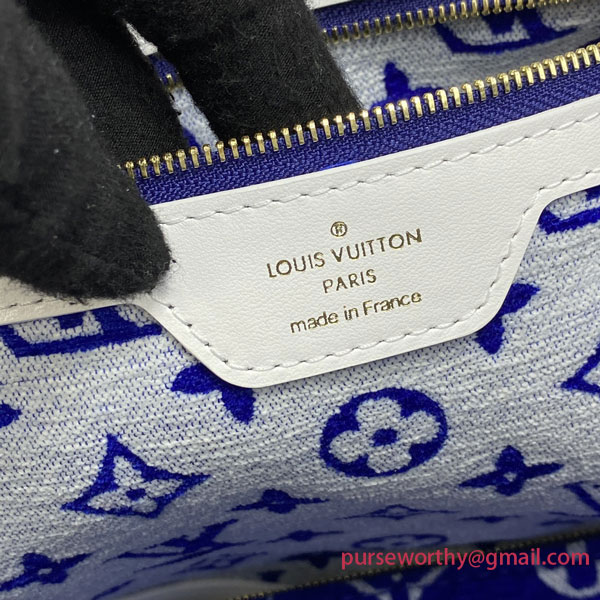 ®
LOUIS VUITTON
PARIS
made in France
purseworthy@gmail.com